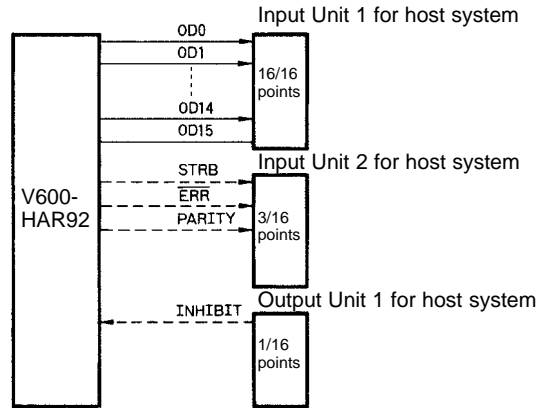 Input Unit 1 for host system
OD0
OD1
16/16
points
OD14
OD15
Input Unit 2 for host system
STRB
V600-
HAR92
ERR
3/16
points
PARITY
Output Unit 1 for host system
INHIBIT
1/16
points